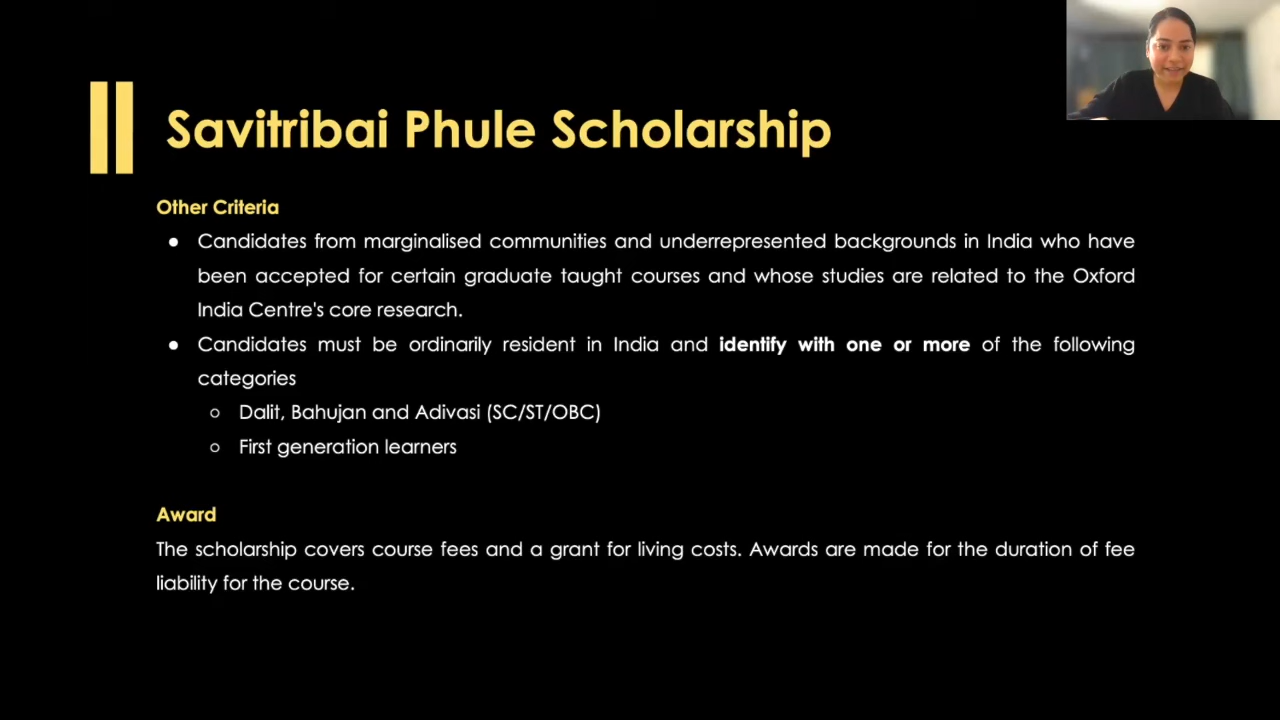 Savitribai Phule Scholarship
Other Criteria
● Candidates from marginalised communities and underrepresented backgrounds in India who have
been accepted for certain graduate taught courses and whose studies are related to the Oxford
India Centre's core research.
● Candidates must be ordinarily resident in India and identify with one or more of the following
categories
○ Dalit, Bahujan and Adivasi (SC/ST/OBC)
○ First generation learners
Award
The scholarship covers course fees and a grant for living costs. Awards are made for the duration of fee
liability for the course.